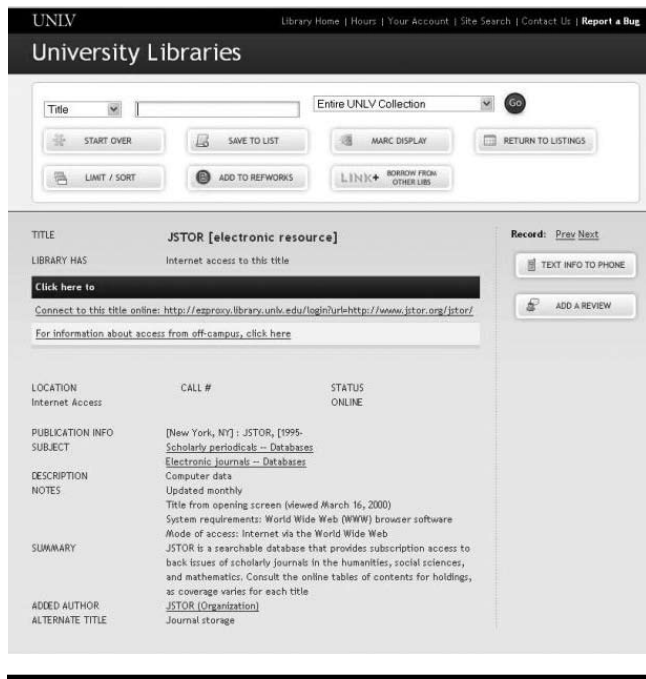 UNLV
Library Home | Hours | Your Account | Site Search | Contact Us | Report a Bug
University Libraries
Title
Entire UNLV Collection
Go
START OVER
SAVE TO LIST
MARC DISPLAY
RETURN TO LISTINGS
LIMIT / SORT
ADD TO REFWORKS
LINK+ BORROW FROM
OTHER LIBS
TITLE JSTOR [electronic resource]
Record: Prev Next
LIBRARY HAS Internet access to this title
TEXT INFO TO PHONE
Click here to
ADD A REVIEW
Connect to this title online: http://ezproxy.library.unlv.edu/login?url=http://www.jstor.org/jstor/
For information about access from off-campus, click here
LOCATION CALL # STATUS
Internet Access ONLINE
PUBLICATION INFO [New York, NY] : JSTOR, [1995-
SUBJECT Scholarly periodicals -- Databases
Electronic journals -- Databases
DESCRIPTION Computer data
NOTES Updated monthly
Title from opening screen (viewed March 16, 2000)
System requirements: World Wide Web (WWW) browser software
Mode of access: Internet via the World Wide Web
SUMMARY JSTOR is a searchable database that provides subscription access to
back issues of scholarly journals in the humanities, social sciences,
and mathematics. Consult the online tables of contents for holdings,
as coverage varies for each title
ADDED AUTHOR JSTOR (Organization)
ALTERNATE TITLE Journal storage